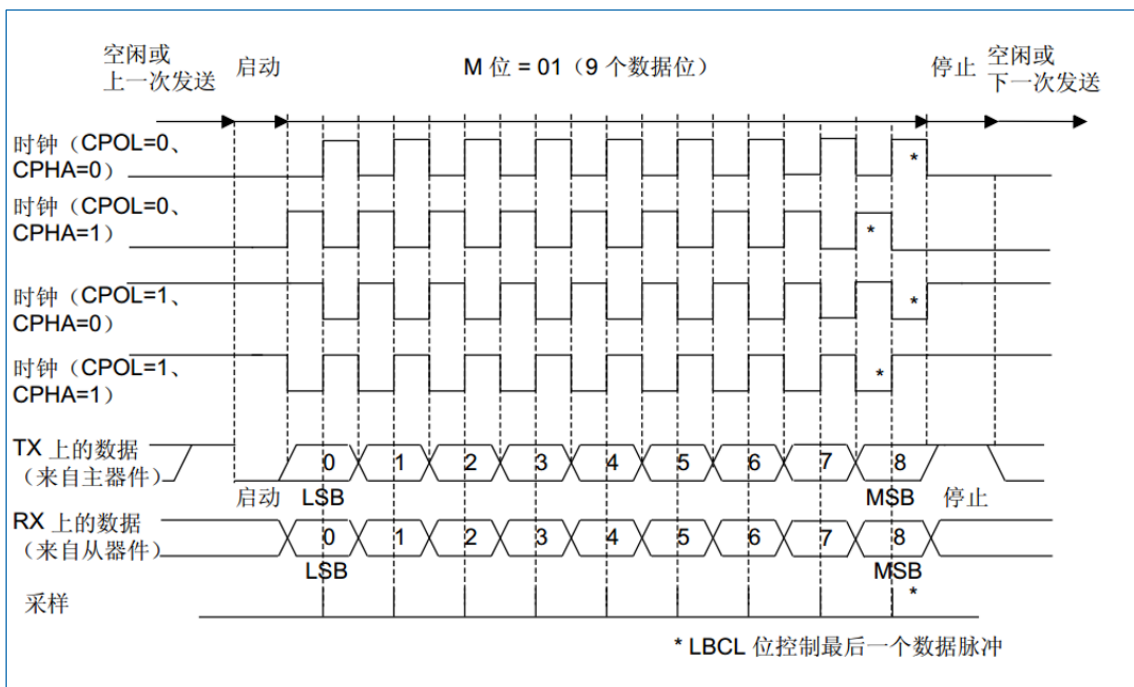 空闲或
上一次发送
启动
M 位 = 01（9 个数据位）
停止
空闲或
下一次发送
时钟（CPOL=0、
CPHA=0）
*
时钟（CPOL=0、
CPHA=1）
*
时钟（CPOL=1、
CPHA=0）
*
时钟（CPOL=1、
CPHA=1）
*
TX 上的数据
（来自主器件）
0 1 2 3 4 5 6 7 8
启动 LSB MSB 停止
RX 上的数据
（来自从器件）
0 1 2 3 4 5 6 7 8
LSB MSB
采样
*
* LBCL 位控制最后一个数据脉冲